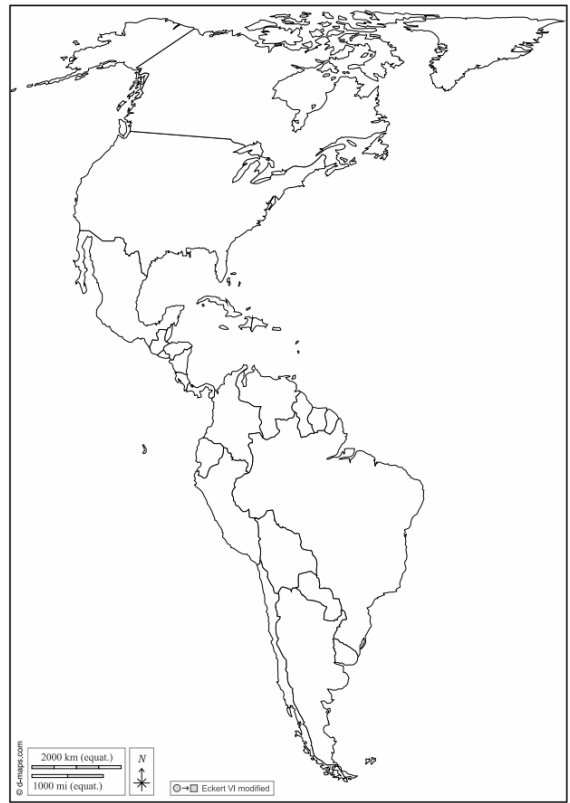 © d-maps.com
2000 km (equat.)
1000 mi (equat.)
N
Eckert VI modified